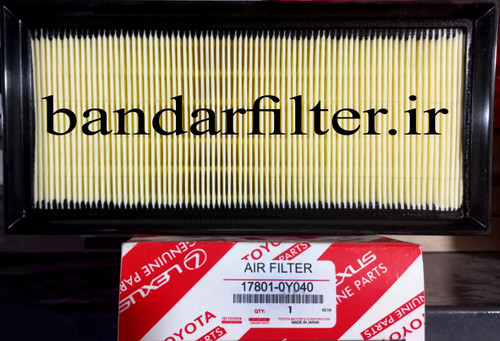 bandarfilter.ir
TOYOTA
GENUINE PARTS
LEXUS
AIR FILTER
17801-0Y040
QTY:
1
MADE IN JAPAN
TOYOTA
LEXUS
GENUINE PARTS
TOYOTA